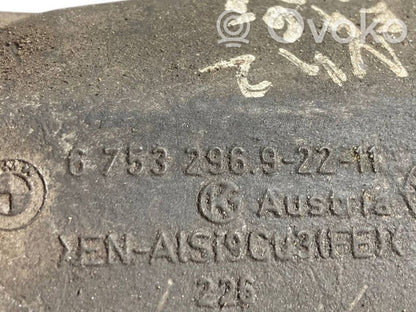 ovoko
6 753 296.9-22-11
K Austria
>EN-AlSi9Cu3(FE)<
226